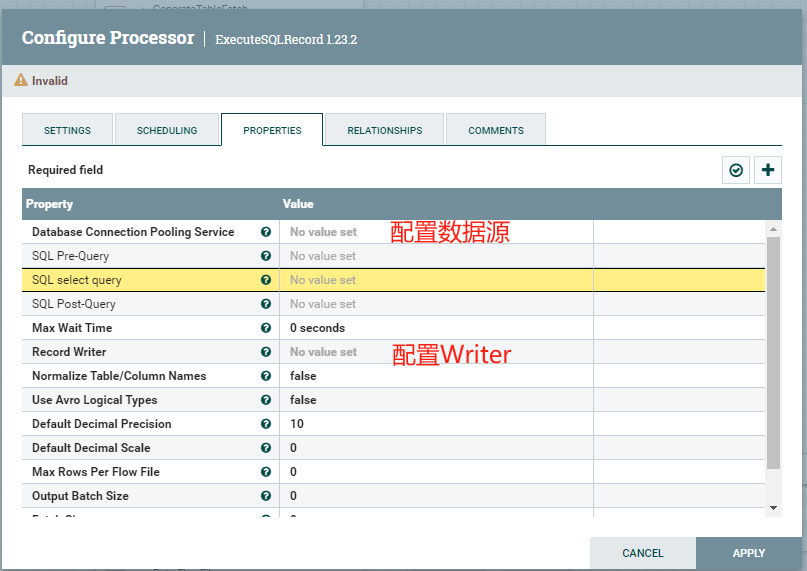 GenerateTableFetch
Configure Processor | ExecuteSQLRecord 1.23.2
Invalid
SETTINGS SCHEDULING PROPERTIES RELATIONSHIPS COMMENTS
Required field
Property Value
Database Connection Pooling Service No value set 配置数据源
SQL Pre-Query No value set
SQL select query No value set
SQL Post-Query No value set
Max Wait Time 0 seconds
Record Writer No value set 配置Writer
Normalize Table/Column Names false
Use Avro Logical Types false
Default Decimal Precision 10
Default Decimal Scale 0
Max Rows Per Flow File 0
Output Batch Size 0
CANCEL APPLY